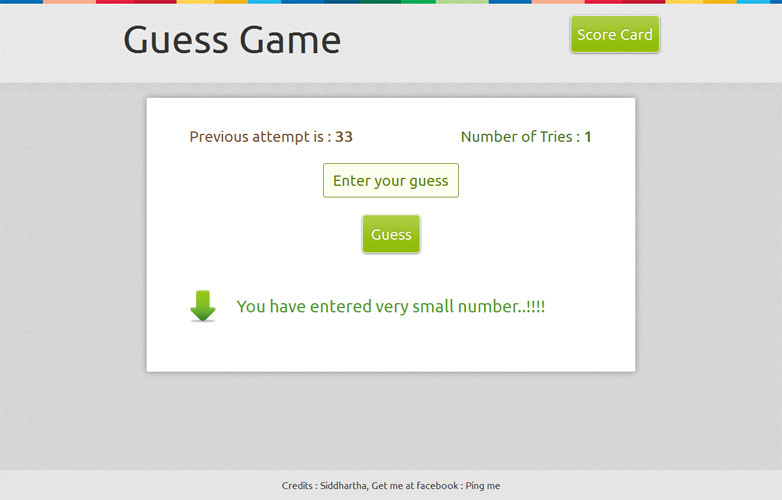 Guess Game
Score Card
Previous attempt is : 33
Number of Tries : 1
Enter your guess
Guess
You have entered very small number..!!!!
Credits : Siddhartha, Get me at facebook : Ping me